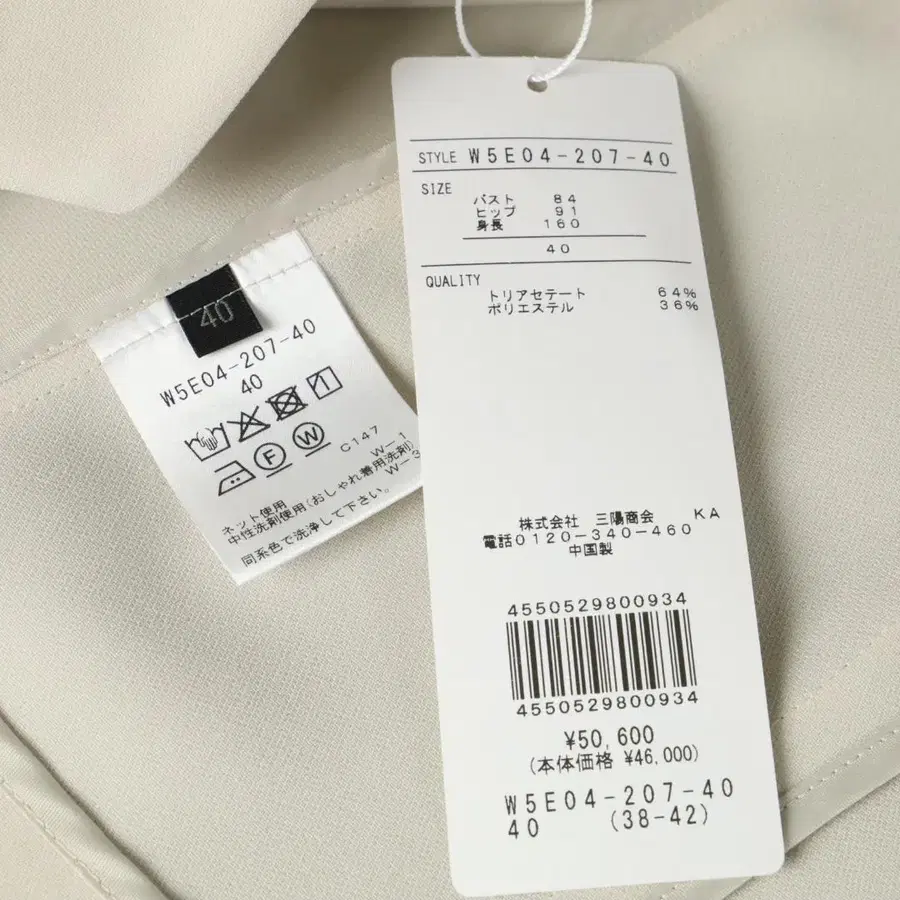 STYLE W5E04-207-40
SIZE
バスト 84
ヒップ 91
身長 160
40
QUALITY
トリアセテート 64%
ポリエステル 36%
株式会社 三陽商会 KA
電話0120-340-460
中国製
4550529800934
4550529800934
¥50,600
(本体価格 ¥46,000)
W5E04-207-40
40 (38-42)
40
W5E04-207-40
40
F W
C147
W-1
ネット使用
中性洗剤使用(おしゃれ着用洗剤)
W-3
同系色で洗浄して下さい。